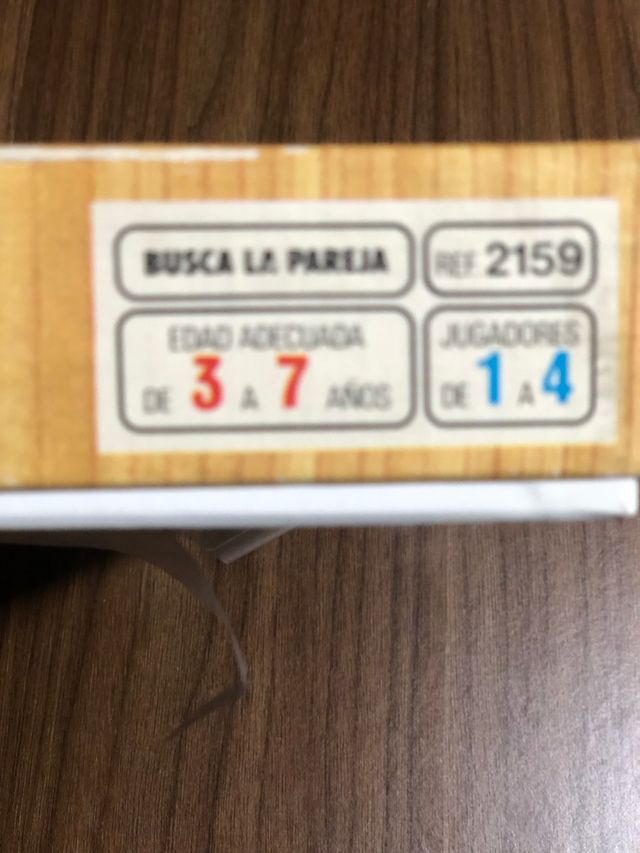 BUSCA LA PAREJA
REF. 2159
EDAD ADECUADA
DE 3 A 7 AÑOS
JUGADORES
DE 1 A 4